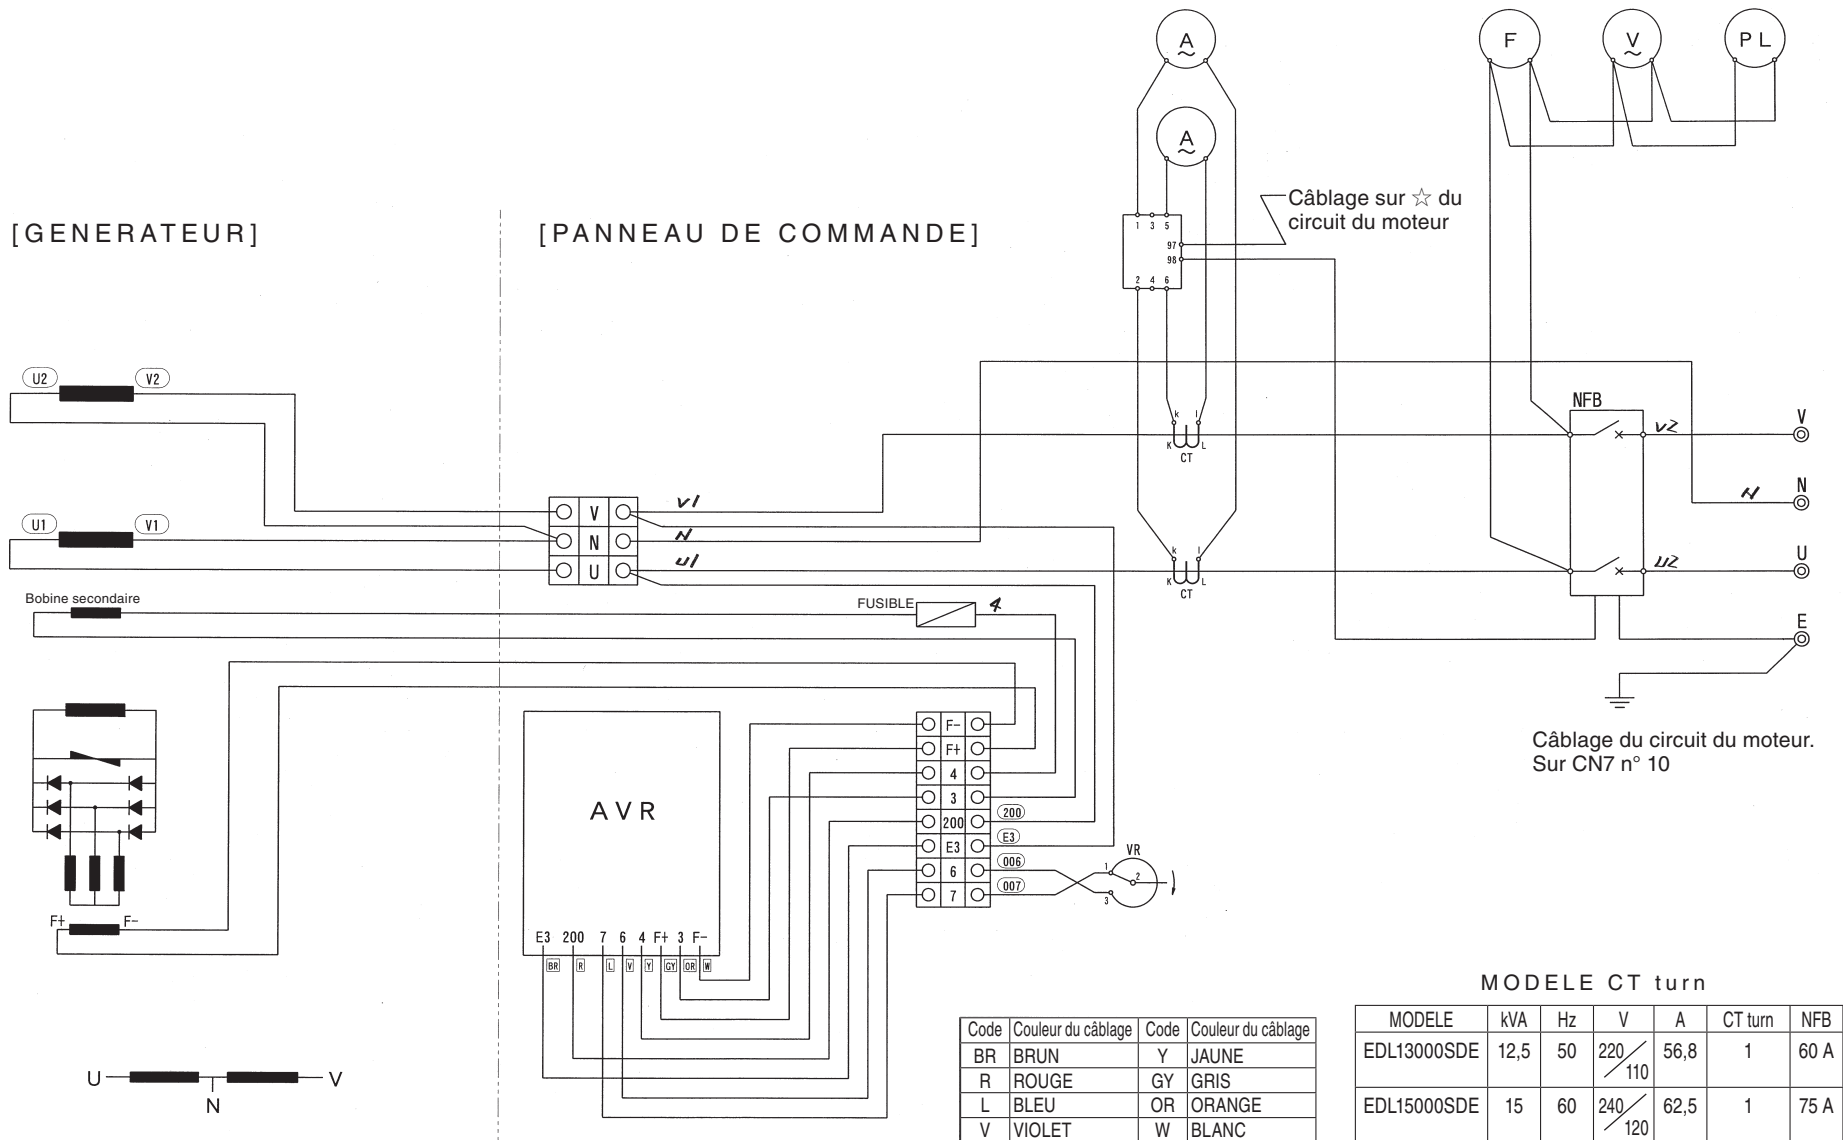 A
~
F
V
~
P L
A
~
Câblage sur ☆ du
circuit du moteur
[GENERATEUR]
[PANNEAU DE COMMANDE]
1 3 5
97
98
2 4 6
U2
V2
NFB
k l
K L
CT
V2
V
N
N
U1
V1
V
V1
N
N
U
U1
k l
K L
CT
U2
U
Bobine secondaire
FUSIBLE
4
E
Câblage du circuit du moteur.
Sur CN7 n° 10
AVR
F-
F+
4
3
200
200
E3
E3
6
006
7
007
VR
1
2
3
F+
F-
E3 200 7 6 4 F+ 3 F-
BR R L V Y GY OR W
U
V
N
Code Couleur du câblage Code Couleur du câblage
BR BRUN Y JAUNE
R ROUGE GY GRIS
L BLEU OR ORANGE
V VIOLET W BLANC
MODELE CT turn
MODELE kVA Hz V A CT turn NFB
EDL13000SDE 12,5 50 220/110 56,8 1 60 A
EDL15000SDE 15 60 240/120 62,5 1 75 A